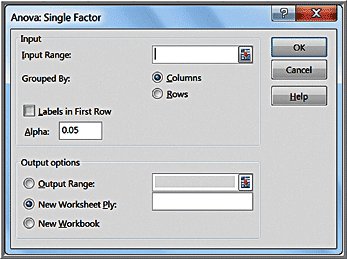 Anova: Single Factor
?
Input
Input Range:
Grouped By:
Columns
Rows
Labels in First Row
Alpha:
0.05
OK
Cancel
Help
Output options
Output Range:
New Worksheet Ply:
New Workbook